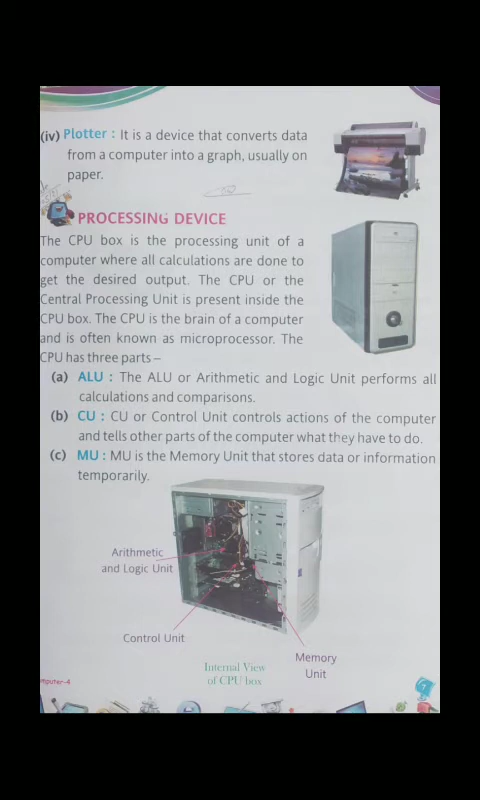 (iv) Plotter : It is a device that converts data
from a computer into a graph, usually on
paper.
PROCESSING DEVICE
The CPU box is the processing unit of a
computer where all calculations are done to
get the desired output. The CPU or the
Central Processing Unit is present inside the
CPU box. The CPU is the brain of a computer
and is often known as microprocessor. The
CPU has three parts –
(a) ALU : The ALU or Arithmetic and Logic Unit performs all
calculations and comparisons.
(b) CU : CU or Control Unit controls actions of the computer
and tells other parts of the computer what they have to do.
(c) MU : MU is the Memory Unit that stores data or information
temporarily.
Arithmetic
and Logic Unit
Control Unit
Memory
Unit
Internal View
of CPU box
mputer-4
7